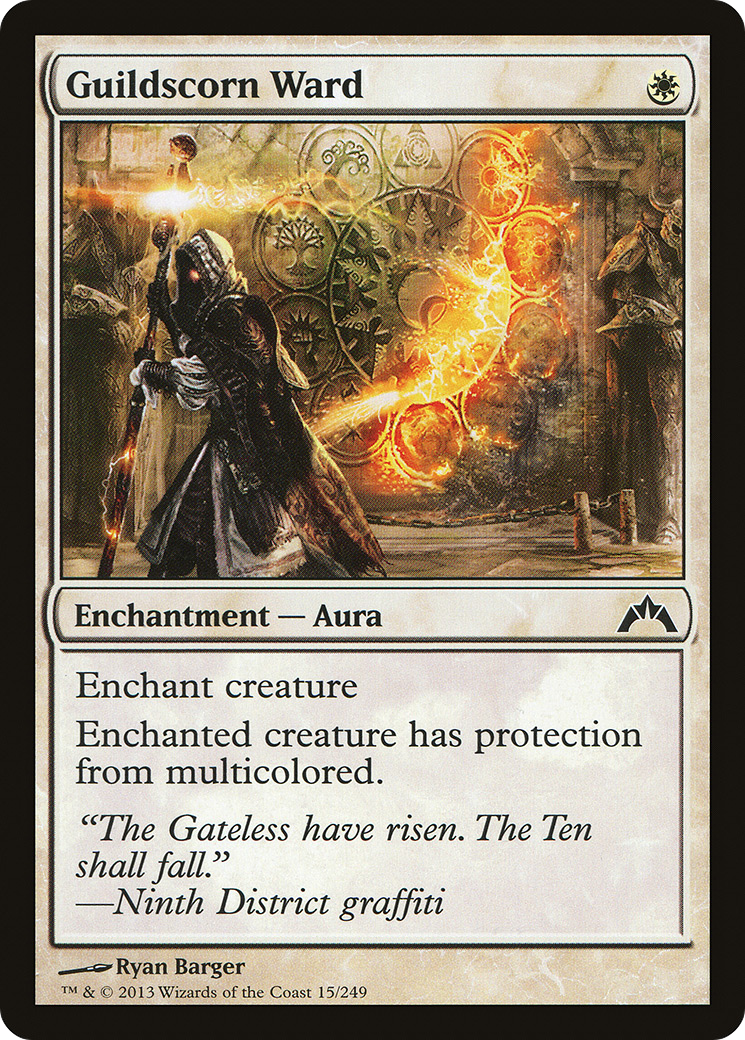 Guildscorn Ward
Enchantment — Aura
Enchant creature
Enchanted creature has protection
from multicolored.
“The Gateless have risen. The Ten
shall fall.”
—Ninth District graffiti
Ryan Barger
™ & © 2013 Wizards of the Coast 15/249